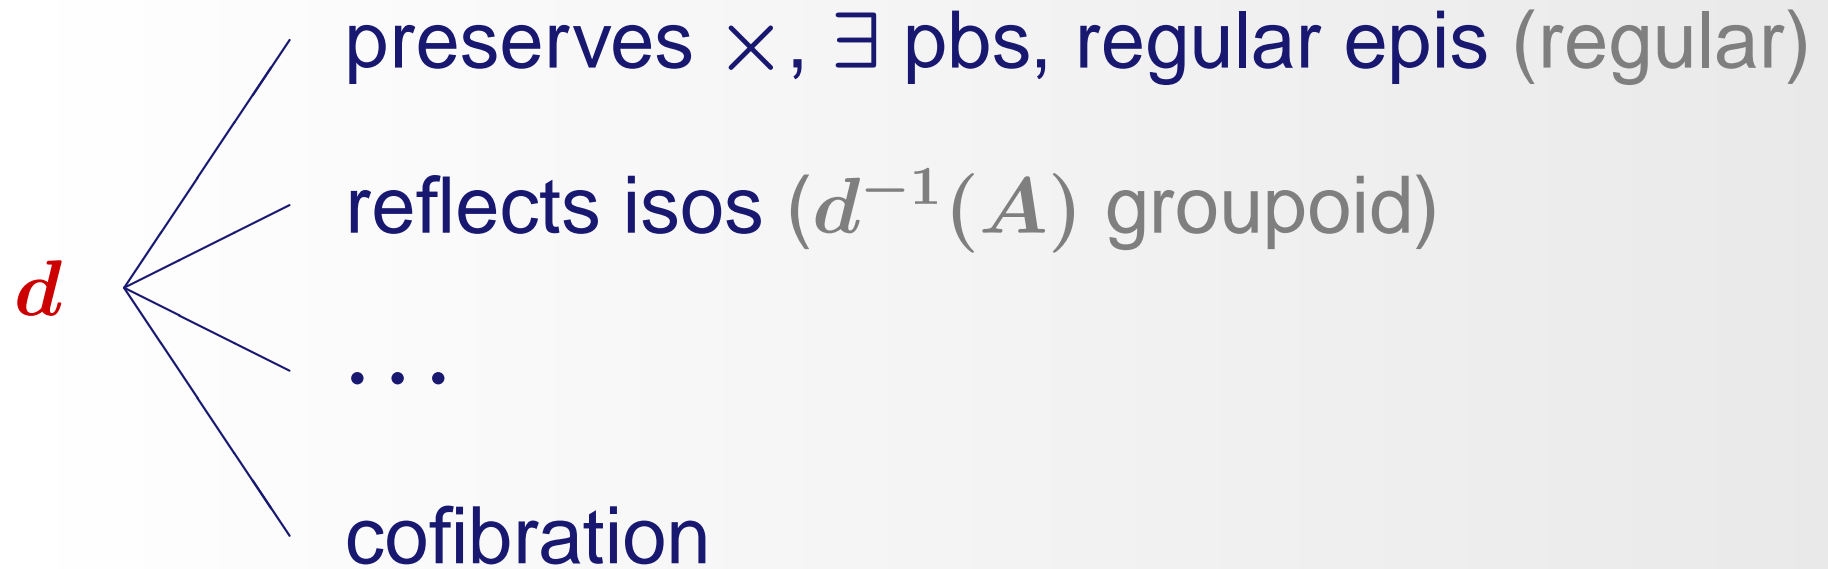 preserves ×, ∃ pbs, regular epis (regular)
reflects isos (d⁻¹(A) groupoid)
d
...
cofibration